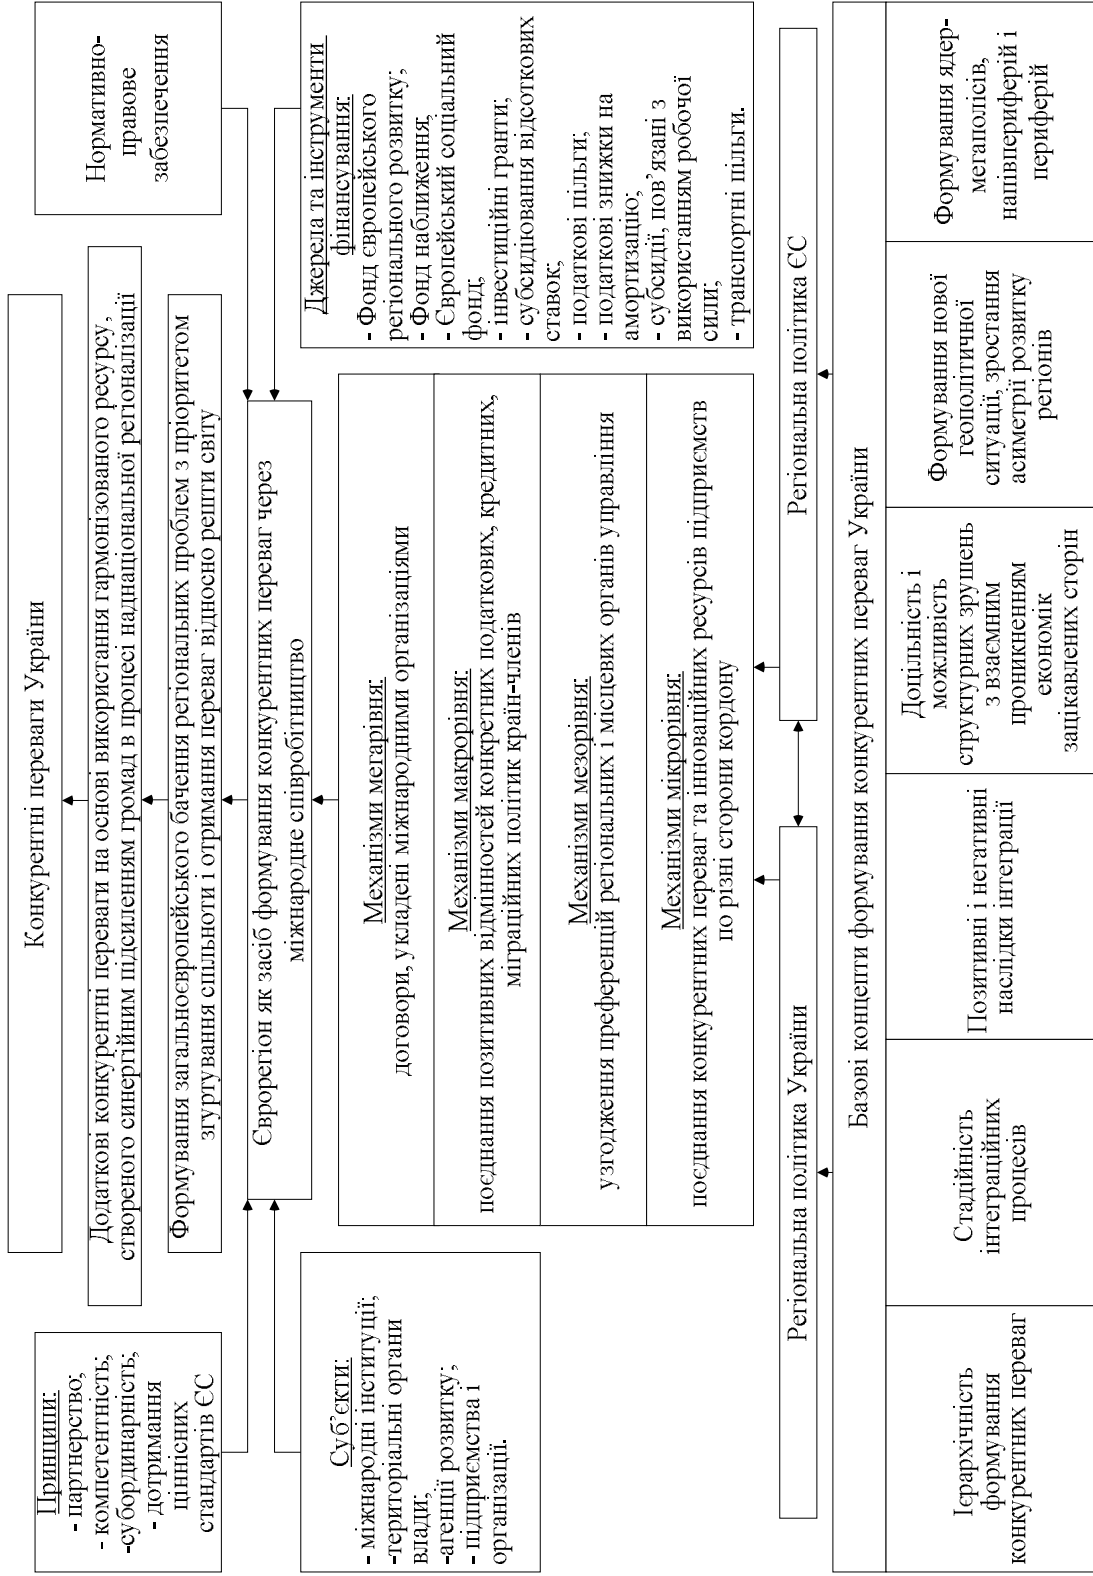 Конкурентні переваги України
Принципи:
- партнерство;
- компетентність;
-субординарність;
- дотримання
ціннісних
стандартів ЄС
Додаткові конкурентні переваги на основі використання гармонізованого ресурсу,
створеного синергійним підсиленням громад в процесі наднаціональної регіоналізації
Нормативно-
правове
забезпечення
Формування загальноєвропейського бачення регіональних проблем з пріоритетом
згуртування спільноти і отримання переваг відносно решти світу
Єврорегіон як засіб формування конкурентних переваг через
міжнародне співробітництво
Суб’єкти:
- міжнародні інституції;
-територіальні органи
влади;
-агенції розвитку;
- підприємства і
організації.
Механізми мегарівня:
договори, укладені міжнародними організаціями
Механізми макрорівня:
поєднання позитивних відмінностей конкретних податкових, кредитних,
міграційних політик країн-членів
Механізми мезорівня:
узгодження преференцій регіональних і місцевих органів управління
Механізми мікрорівня:
поєднання конкурентних переваг та інноваційних ресурсів підприємств
по різні сторони кордону
Джерела та інструменти
фінансування:
- Фонд європейського
регіонального розвитку;
- Фонд наближення;
- Європейський соціальний
фонд;
- інвестиційні гранти;
- субсидіювання відсоткових
ставок;
- податкові пільги;
- податкові знижки на
амортизацію;
- субсидії, пов’язані з
використанням робочої
сили;
- транспортні пільги.
Регіональна політика України
Регіональна політика ЄС
Базові концепти формування конкурентних переваг України
Ієрархічність
формування
конкурентних переваг
Стадійність
інтеграційних
процесів
Позитивні і негативні
наслідки інтеграції
Доцільність і
можливість
структурних зрушень
з взаємним
проникненням
економік
зацікавлених сторін
Формування нової
геополітичної
ситуації, зростання
асиметрії розвитку
регіонів
Формування ядер-
мегаполісів,
напівпериферій і
периферій